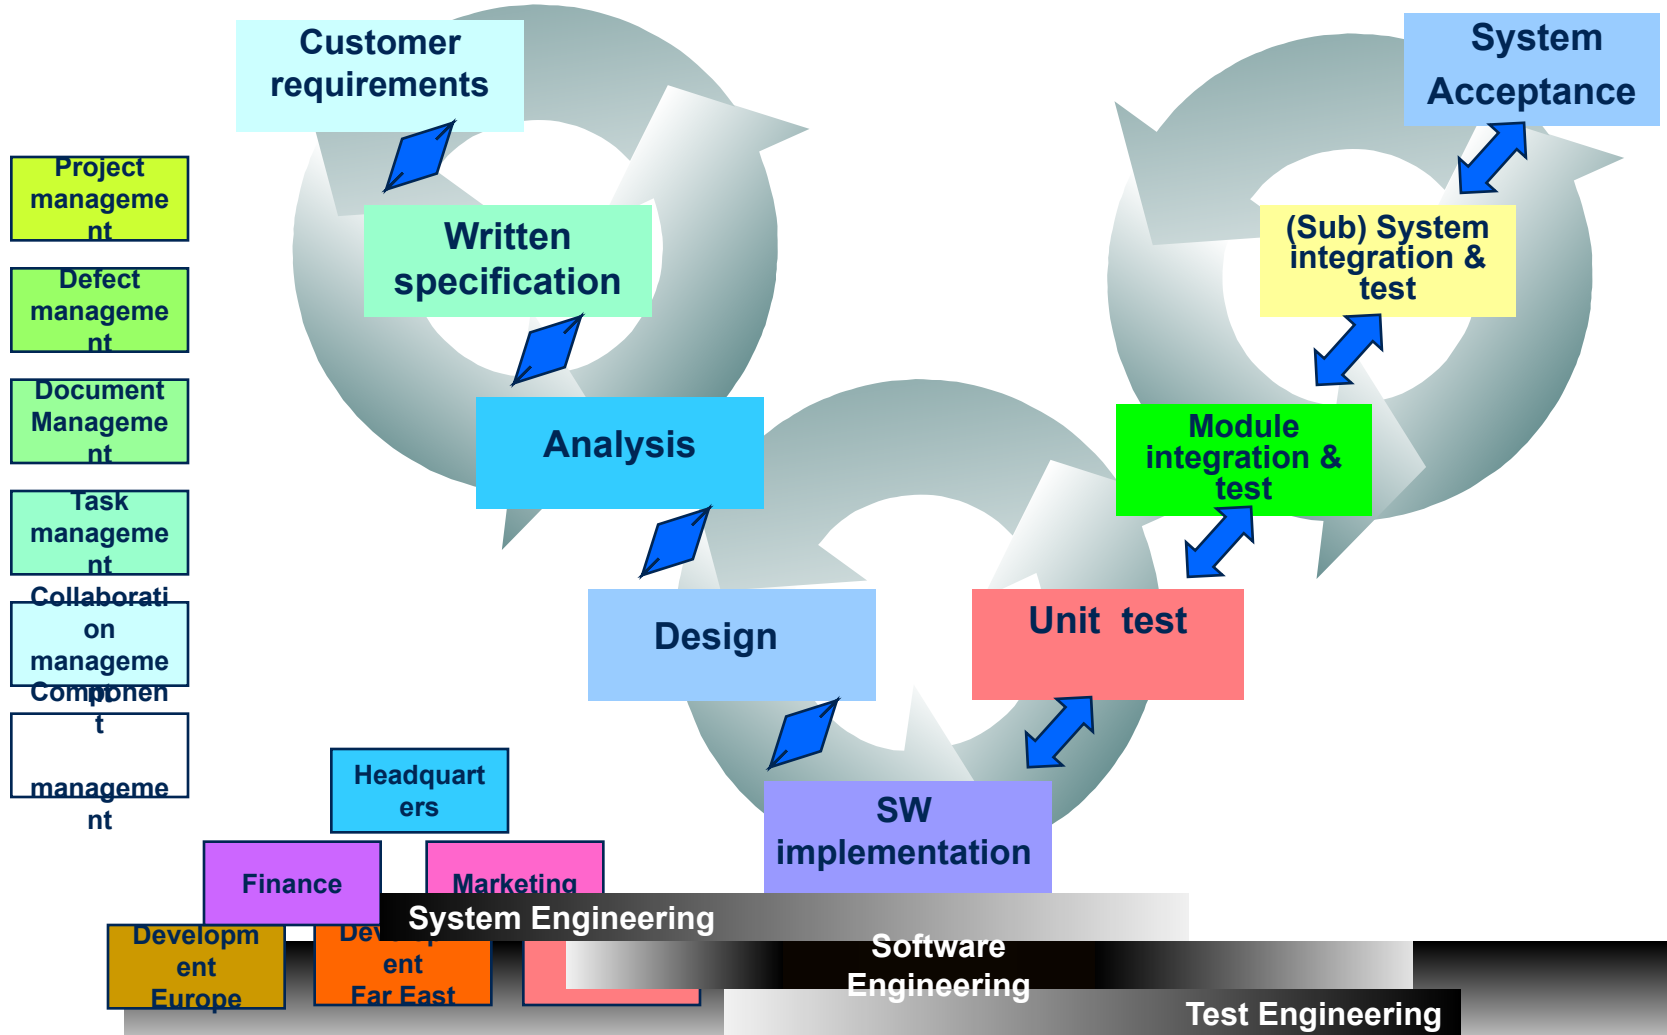 Customer
requirements
System
Acceptance
Project
manageme
nt
Written
specification
(Sub) System
integration &
test
Defect
manageme
nt
Document
Manageme
nt
Analysis
Module
integration &
test
Task
manageme
nt
Collaborati
on
manageme
nt
Design
Unit test
Componen
t
manageme
nt
Headquart
ers
SW
implementation
Finance
Marketing
System Engineering
Developm
ent
Europe
Developm
ent
Far East
Software
Engineering
Test Engineering